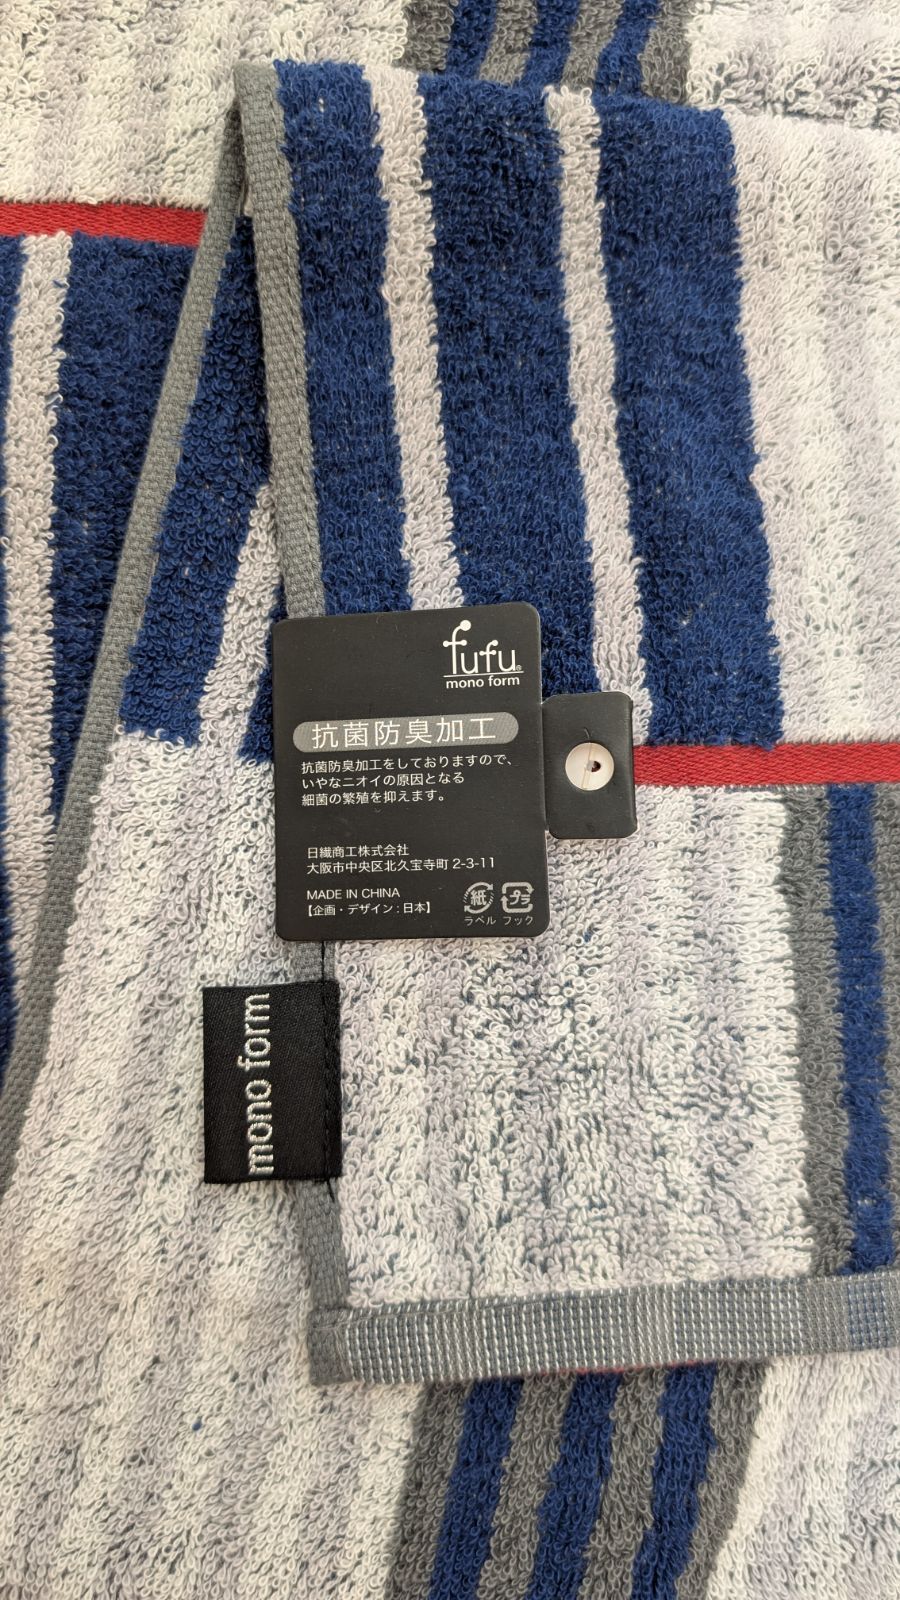 fufu®
mono form
抗菌防臭加工
抗菌防臭加工をしておりますので、
いやなニオイの原因となる
細菌の繁殖を抑えます。
日繊商工株式会社
大阪市中央区北久宝寺町 2-3-11
MADE IN CHINA
【企画・デザイン : 日本】
紙 プラ
ラベル フック
mono form